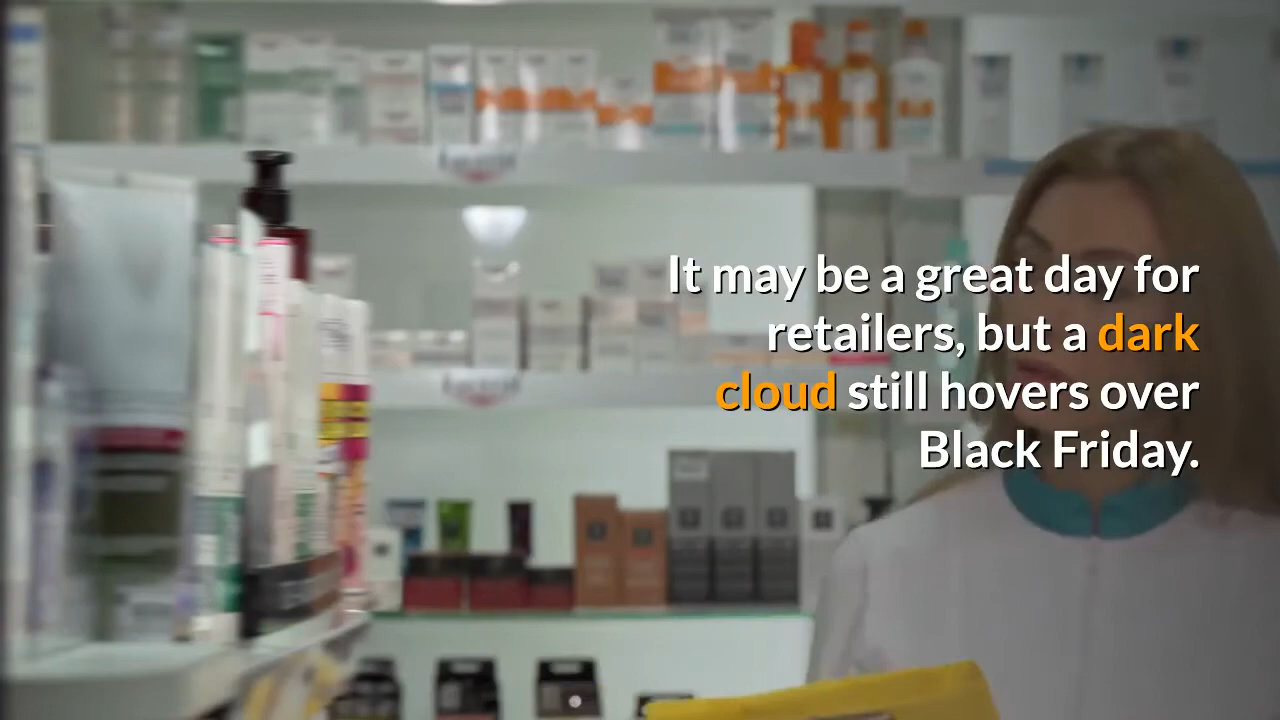 It may be a great day for
retailers, but a dark
cloud still hovers over
Black Friday.